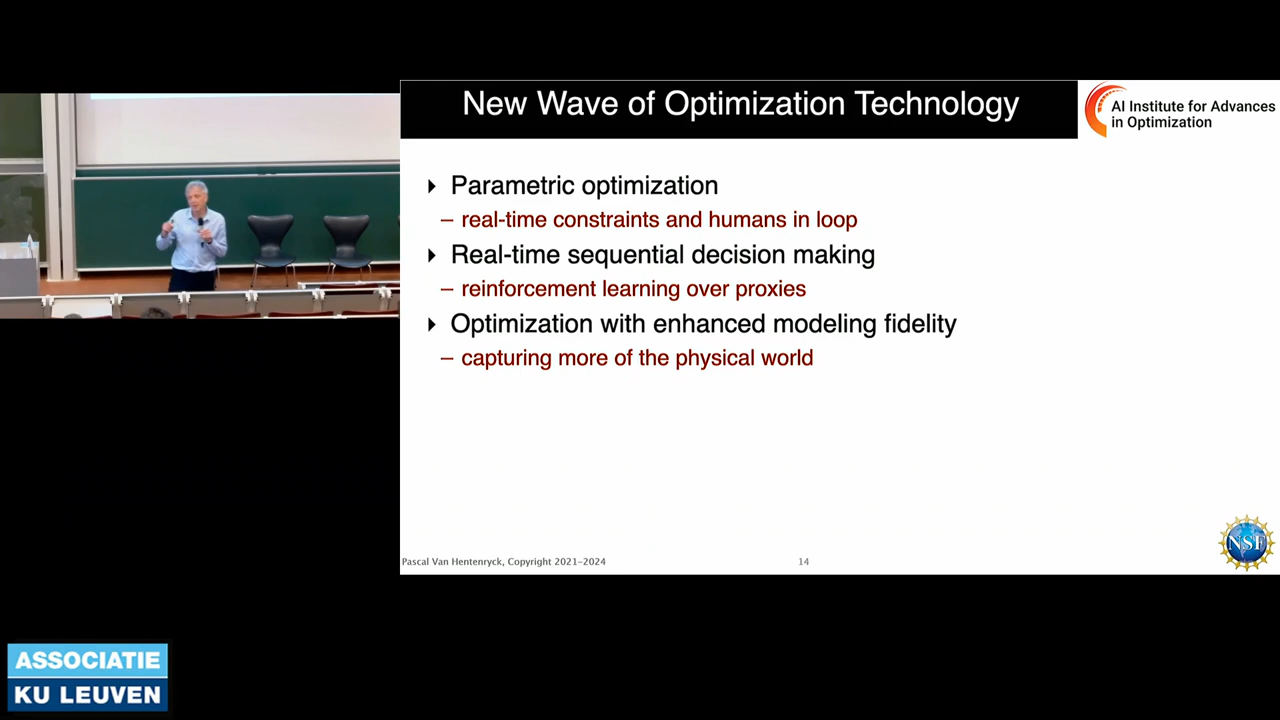 New Wave of Optimization Technology
AI Institute for Advances
in Optimization
Parametric optimization
– real-time constraints and humans in loop
Real-time sequential decision making
– reinforcement learning over proxies
Optimization with enhanced modeling fidelity
– capturing more of the physical world
Pascal Van Hentenryck, Copyright 2021–2024
14
NSF
ASSOCIATIE
KU LEUVEN